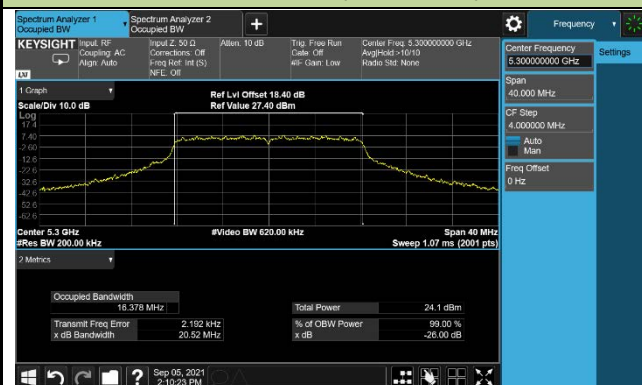 Spectrum Analyzer 1
Occupied BW
Spectrum Analyzer 2
Occupied BW
+
Frequency
KEYSIGHT
Input: RF
Coupling: AC
Align: Auto
Input Z: 50 Ω
Corrections: Off
Freq Ref: Int (S)
NFE: Off
Atten: 10 dB
Trig: Free Run
Gate: Off
#IF Gain: Low
Center Freq: 5.300000000 GHz
Avg|Hold:>10/10
Radio Std: None
LXI
Center Frequency
5.300000000 GHz
Settings
Span
40.000 MHz
CF Step
4.000000 MHz
Auto
Man
Freq Offset
0 Hz
1 Graph
Scale/Div 10.0 dB
Ref Lvl Offset 18.40 dB
Ref Value 27.40 dBm
Log
17.4
7.40
-2.60
-12.6
-22.6
-32.6
-42.6
-52.6
-62.6
Center 5.3 GHz
#Res BW 200.00 kHz
#Video BW 620.00 kHz
Span 40 MHz
Sweep 1.07 ms (2001 pts)
2 Metrics
Occupied Bandwidth
16.378 MHz
Total Power
24.1 dBm
Transmit Freq Error
2.192 kHz
% of OBW Power
99.00 %
x dB Bandwidth
20.52 MHz
x dB
-26.00 dB
?
Sep 05, 2021
2:10:23 PM